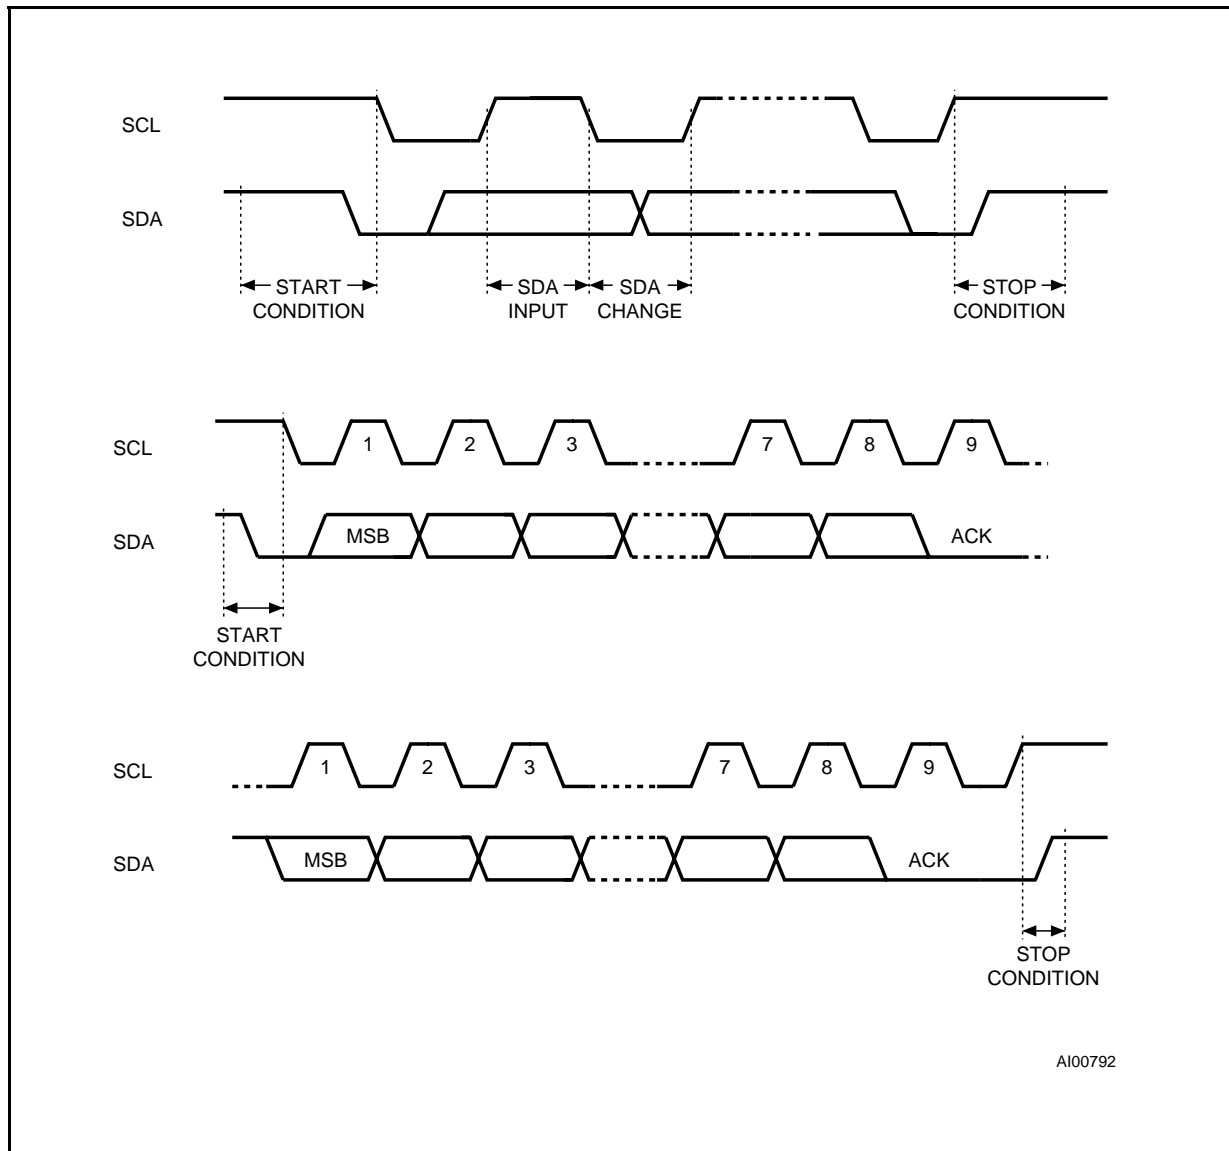 SCL
SDA
START CONDITION
SDA INPUT
SDA CHANGE
STOP CONDITION
SCL
1 2 3 7 8 9
SDA
MSB
ACK
START
CONDITION
SCL
1 2 3 7 8 9
SDA
MSB
ACK
STOP
CONDITION
AI00792